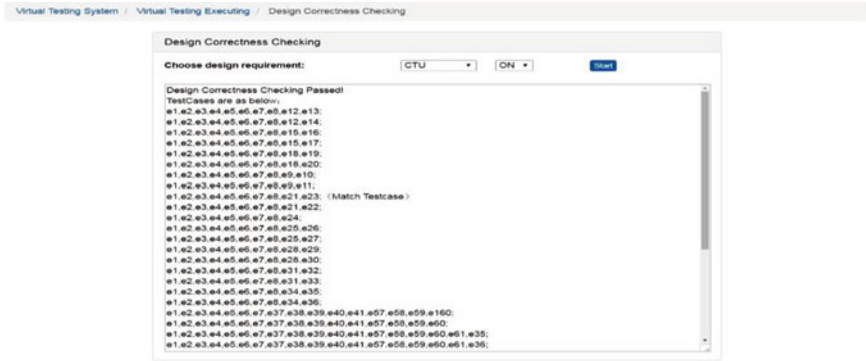 Virtual Testing System / Virtual Testing Executing / Design Correctness Checking
Design Correctness Checking
Choose design requirement: CTU ON Start
Design Correctness Checking Passed!
TestCases are as below:
e1,e2,e3,e4,e5,e6,e7,e8,e12,e13;
e1,e2,e3,e4,e5,e6,e7,e8,e12,e14;
e1,e2,e3,e4,e5,e6,e7,e8,e15,e16;
e1,e2,e3,e4,e5,e6,e7,e8,e15,e17;
e1,e2,e3,e4,e5,e6,e7,e8,e18,e19;
e1,e2,e3,e4,e5,e6,e7,e8,e18,e20;
e1,e2,e3,e4,e5,e6,e7,e8,e9,e10;
e1,e2,e3,e4,e5,e6,e7,e8,e9,e11;
e1,e2,e3,e4,e5,e6,e7,e8,e21,e23; (Match Testcase)
e1,e2,e3,e4,e5,e6,e7,e8,e21,e22;
e1,e2,e3,e4,e5,e6,e7,e8,e24;
e1,e2,e3,e4,e5,e6,e7,e8,e25,e26;
e1,e2,e3,e4,e5,e6,e7,e8,e25,e27;
e1,e2,e3,e4,e5,e6,e7,e8,e28,e29;
e1,e2,e3,e4,e5,e6,e7,e8,e28,e30;
e1,e2,e3,e4,e5,e6,e7,e8,e31,e32;
e1,e2,e3,e4,e5,e6,e7,e8,e31,e33;
e1,e2,e3,e4,e5,e6,e7,e8,e34,e35;
e1,e2,e3,e4,e5,e6,e7,e8,e34,e36;
e1,e2,e3,e4,e5,e6,e7,e37,e38,e39,e40,e41,e57,e58,e59,e160;
e1,e2,e3,e4,e5,e6,e7,e37,e38,e39,e40,e41,e57,e58,e59,e60;
e1,e2,e3,e4,e5,e6,e7,e37,e38,e39,e40,e41,e57,e58,e59,e60,e61,e35;
e1,e2,e3,e4,e5,e6,e7,e37,e38,e39,e40,e41,e57,e58,e59,e60,e61,e36;